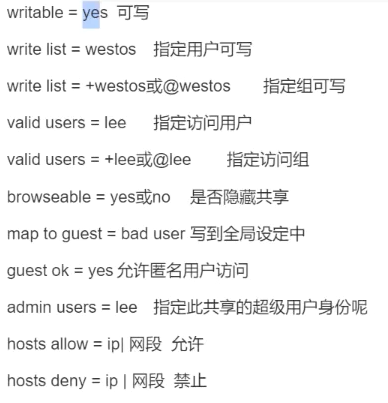 writable = yes 可写
write list = westos 指定用户可写
write list = +westos或@westos 指定组可写
valid users = lee 指定访问用户
valid users = +lee或@lee 指定访问组
browseable = yes或no 是否隐藏共享
map to guest = bad user 写到全局设定中
guest ok = yes 允许匿名用户访问
admin users = lee 指定此共享的超级用户身份呢
hosts allow = ip| 网段 允许
hosts deny = ip | 网段 禁止